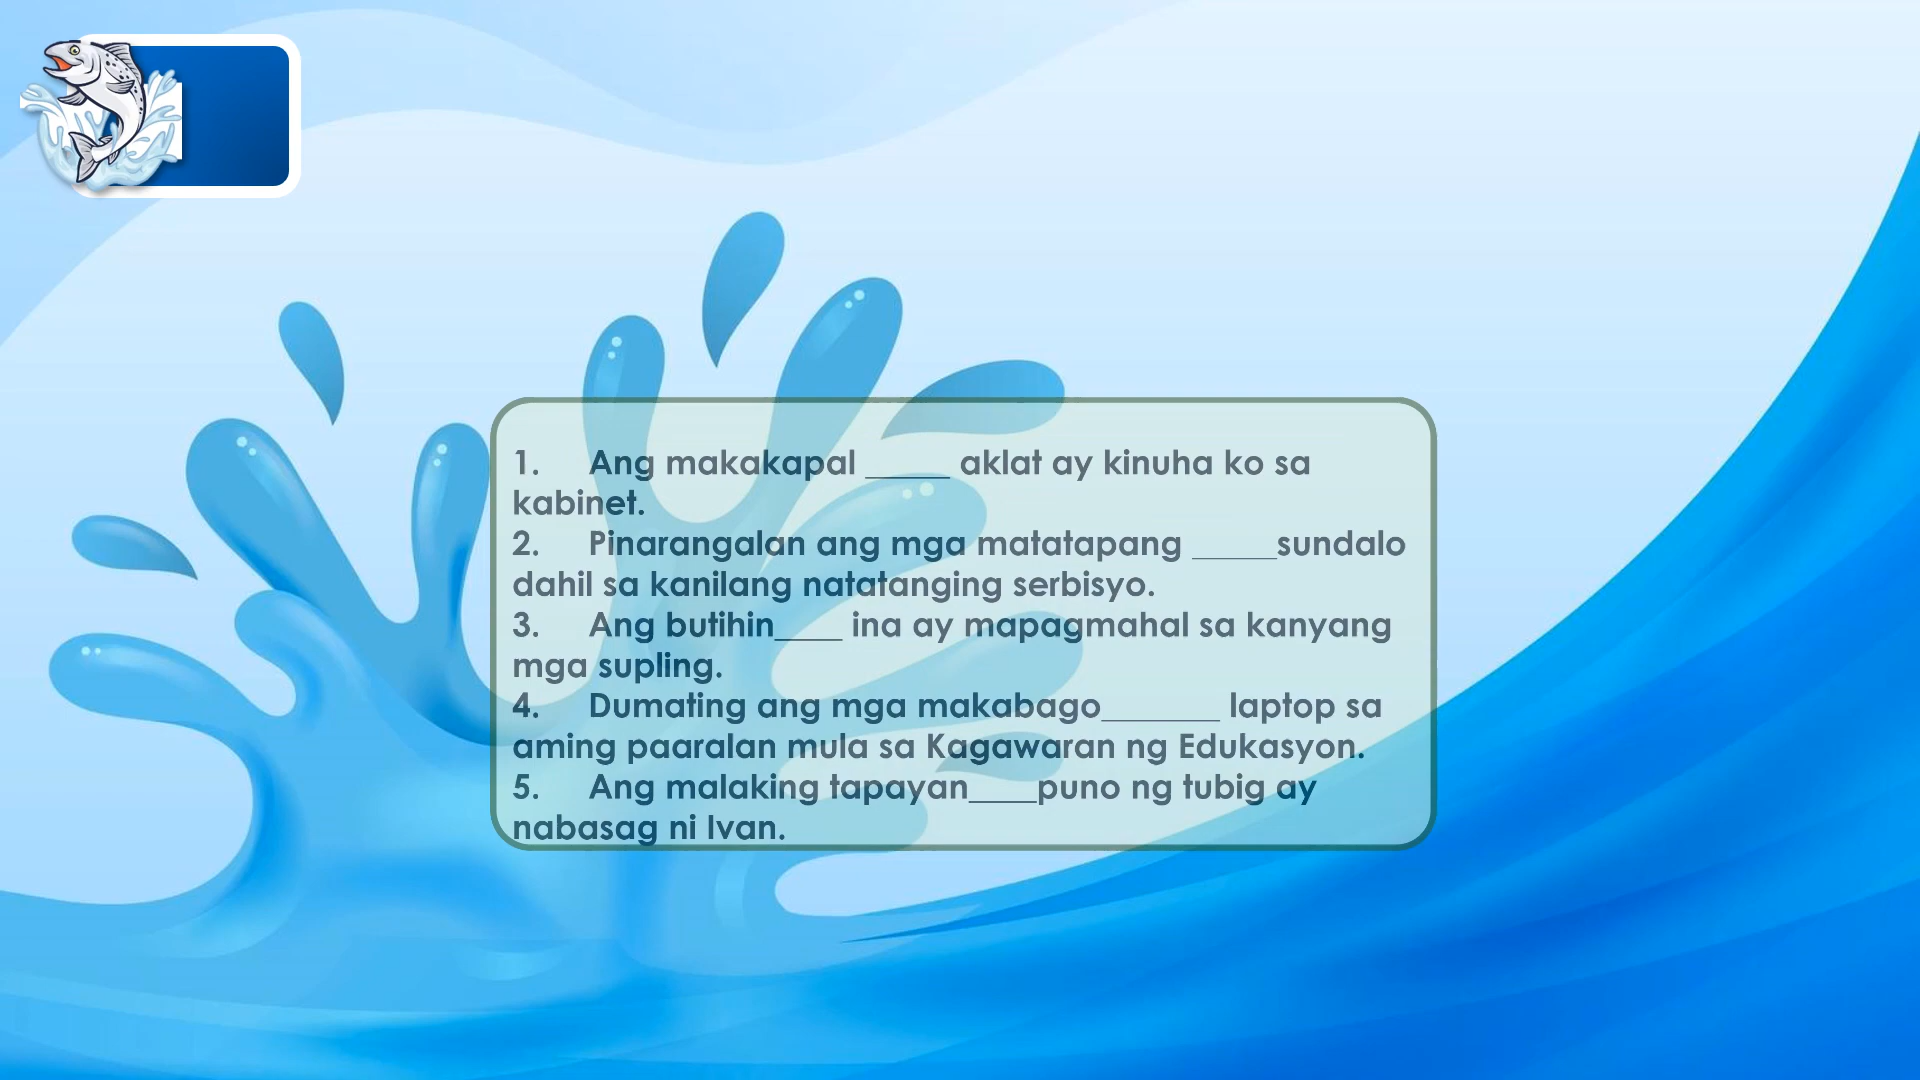 1. Ang makakapal _____ aklat ay kinuha ko sa
kabinet.
2. Pinarangalan ang mga matatapang _____sundalo
dahil sa kanilang natatanging serbisyo.
3. Ang butihin____ ina ay mapagmahal sa kanyang
mga supling.
4. Dumating ang mga makabago_______ laptop sa
aming paaralan mula sa Kagawaran ng Edukasyon.
5. Ang malaking tapayan____puno ng tubig ay
nabasag ni Ivan.